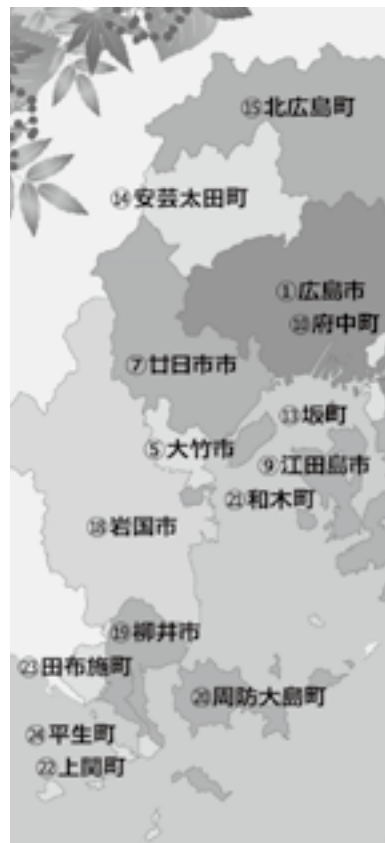 ⑮北広島町
⑭安芸太田町
①広島市
⑩府中町
⑦廿日市市
⑬坂町
⑤大竹市
⑨江田島市
㉑和木町
⑱岩国市
⑲柳井市
㉓田布施町
⑳周防大島町
㉔平生町
㉒上関町